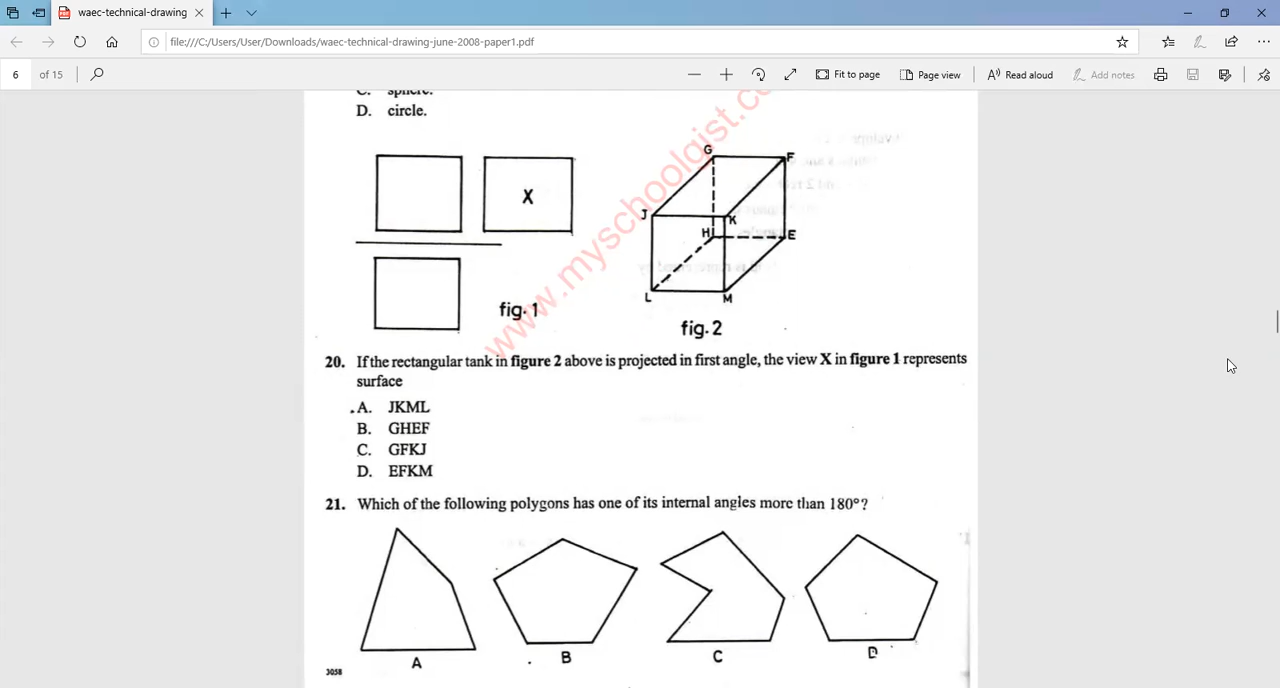 waec-technical-drawing
file:///C:/Users/User/Downloads/waec-technical-drawing-june-2008-paper1.pdf
6 of 15
Fit to page
Page view
Read aloud
Add notes
C. sphere.
D. circle.
X
fig.1
G
F
J
K
H
E
L
M
fig.2
www.myschoolgist.co
20. If the rectangular tank in figure 2 above is projected in first angle, the view X in figure 1 represents
surface
A. JKML
B. GHEF
C. GFKJ
D. EFKM
21. Which of the following polygons has one of its internal angles more than 180°?
A
B
C
D
3058